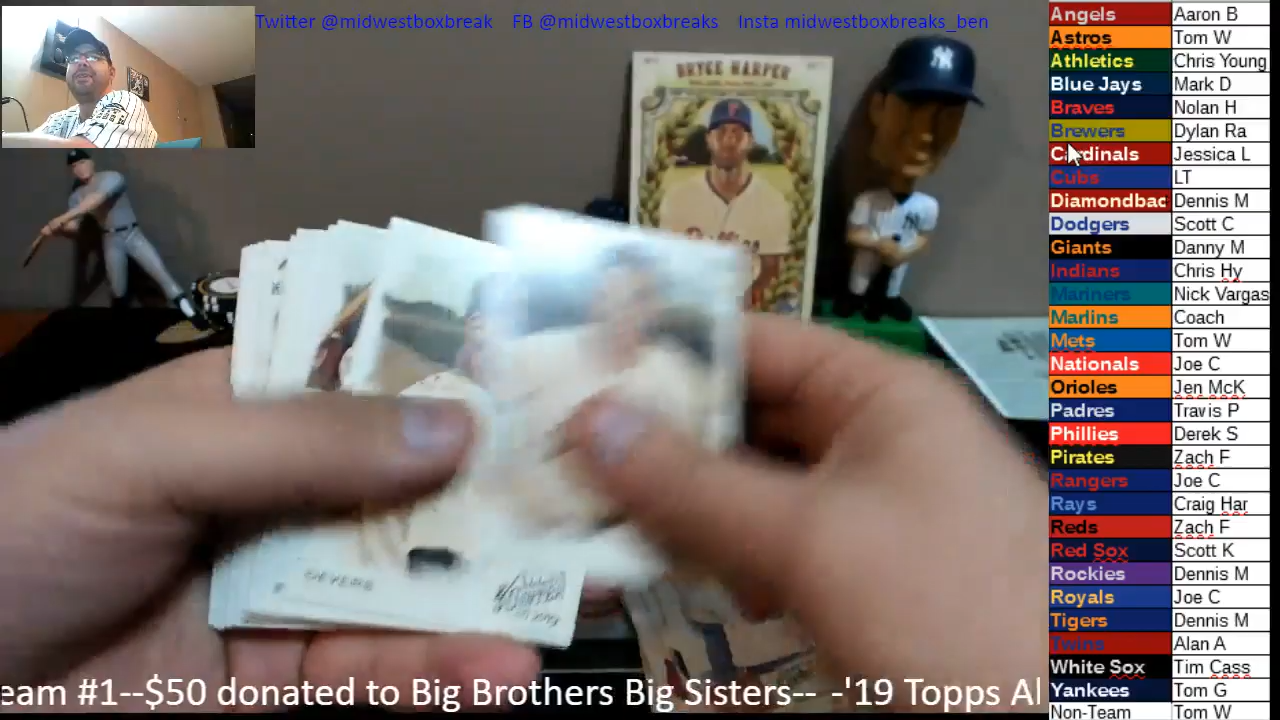 Twitter @midwestboxbreak FB @midwestboxbreaks Insta midwestboxbreaks_ben
BRYCE HARPER
Angels Aaron B
Astros Tom W
Athletics Chris Young
Blue Jays Mark D
Braves Nolan H
Brewers Dylan Ra
Cardinals Jessica L
Cubs LT
Diamondbac Dennis M
Dodgers Scott C
Giants Danny M
Indians Chris Hy
Mariners Nick Vargas
Marlins Coach
Mets Tom W
Nationals Joe C
Orioles Jen McK
Padres Travis P
Phillies Derek S
Pirates Zach F
Rangers Joe C
Rays Craig Har
Reds Zach F
Red Sox Scott K
Rockies Dennis M
Royals Joe C
Tigers Dennis M
Twins Alan A
White Sox Tim Cass
Yankees Tom G
Non-Team Tom W
Phillies
DEVERS
eam #1--$50 donated to Big Brothers Big Sisters-- -'19 Topps Al